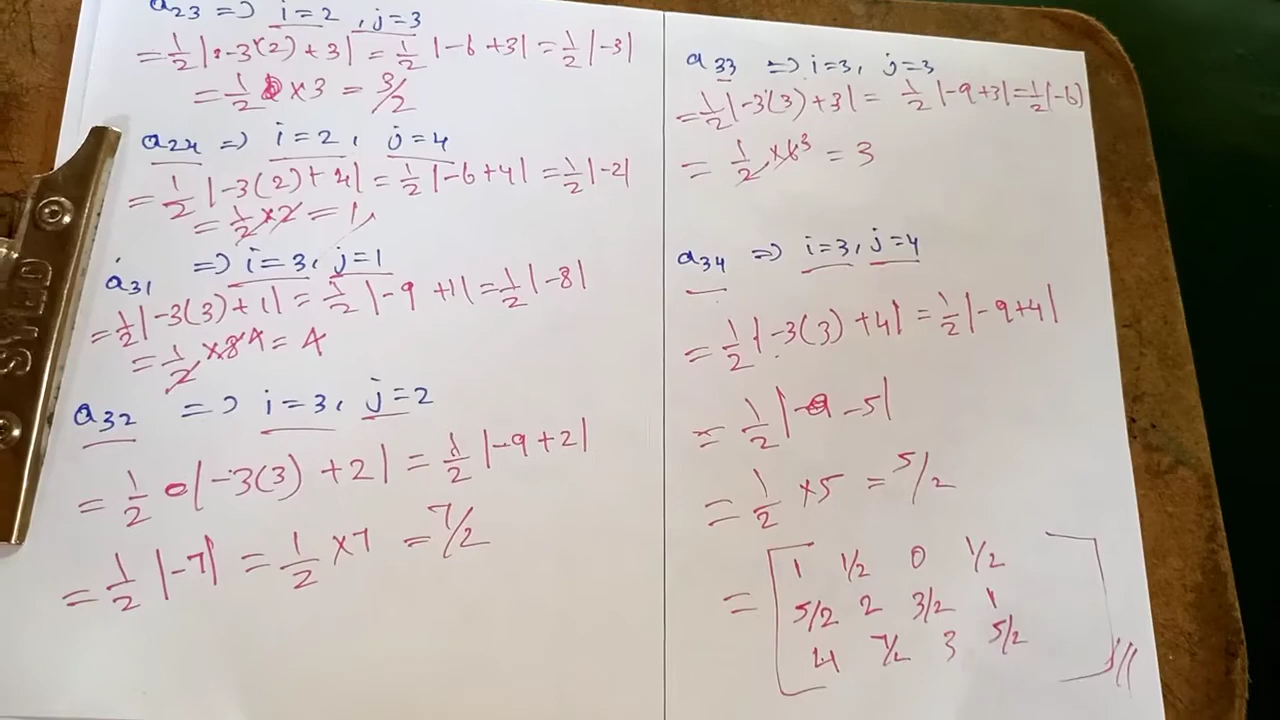 a23 => i=2, j=3
= 1/2 |-3(2)+3| = 1/2 |-6+3| = 1/2 |-3|
= 1/2 × 3 = 3/2
a24 => i=2, j=4
= 1/2 |-3(2)+4| = 1/2 |-6+4| = 1/2 |-2|
= 1/2 × 2 = 1
a31 => i=3, j=1
= 1/2 |-3(3)+1| = 1/2 |-9+1| = 1/2 |-8|
= 1/2 × 8 4 = 4
a32 => i=3, j=2
= 1/2 |-3(3)+2| = 1/2 |-9+2|
= 1/2 |-7| = 1/2 × 7 = 7/2
a33 => i=3, j=3
= 1/2 |-3(3)+3| = 1/2 |-9+3| = 1/2 |-6|
= 1/2 × 6 3 = 3
a34 => i=3, j=4
= 1/2 |-3(3)+4| = 1/2 |-9+4|
= 1/2 |-5|
= 1/2 × 5 = 5/2
= [1 1/2 0 1/2
5/2 2 3/2 1
4 7/2 3 5/2]